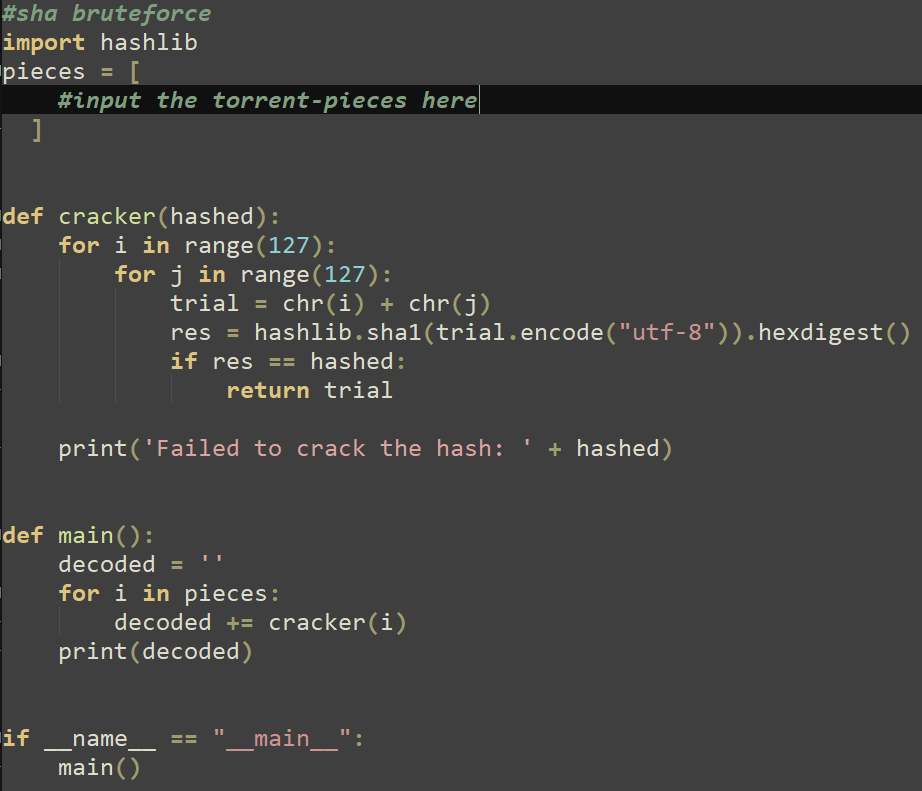 #sha bruteforce
import hashlib
pieces = [
    #input the torrent-pieces here
  ]
def cracker(hashed):
    for i in range(127):
        for j in range(127):
            trial = chr(i) + chr(j)
            res = hashlib.sha1(trial.encode("utf-8")).hexdigest()
            if res == hashed:
                return trial
    print('Failed to crack the hash: ' + hashed)
def main():
    decoded = ''
    for i in pieces:
        decoded += cracker(i)
    print(decoded)
if __name__ == "__main__":
    main()